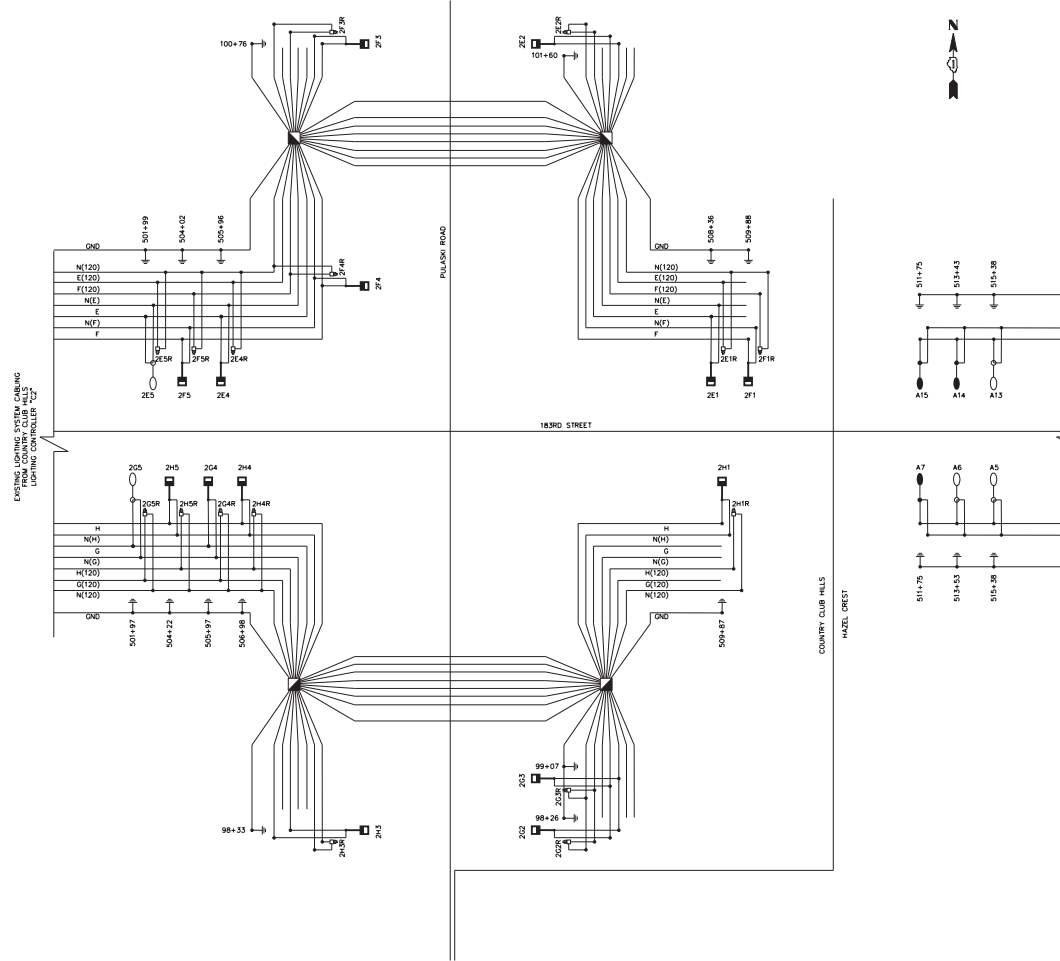 N
100+76
2F3R
2F3
2E2R
2E2
101+60
501+99
504+02
505+96
GND
N(120)
E(120)
F(120)
N(E)
E
N(F)
F
2F4R
2F4
2E5R
2F5R
2E4R
2E5
2F5
2E4
PULASKI ROAD
508+36
509+88
GND
N(120)
E(120)
F(120)
N(E)
E
N(F)
F
2E1R
2F1R
2E1
2F1
511+75
513+43
515+38
A15
A14
A13
EXISTING LIGHTING SYSTEM CABLING
FROM COUNTRY CLUB HILLS
LIGHTING CONTROLLER "C2"
183RD STREET
2G5
2H5
2G4
2H4
2G5R
2H5R
2G4R
2H4R
H
N(H)
G
N(G)
H(120)
G(120)
N(120)
GND
501+97
504+22
505+97
506+98
2H1
2H1R
H
N(H)
G
N(G)
H(120)
G(120)
N(120)
GND
509+87
A7
A6
A5
511+75
513+53
515+38
COUNTRY CLUB HILLS
HAZEL CREST
98+33
2H3R
2H3
99+07
2G3
2G3R
98+26
2G2
2G2R